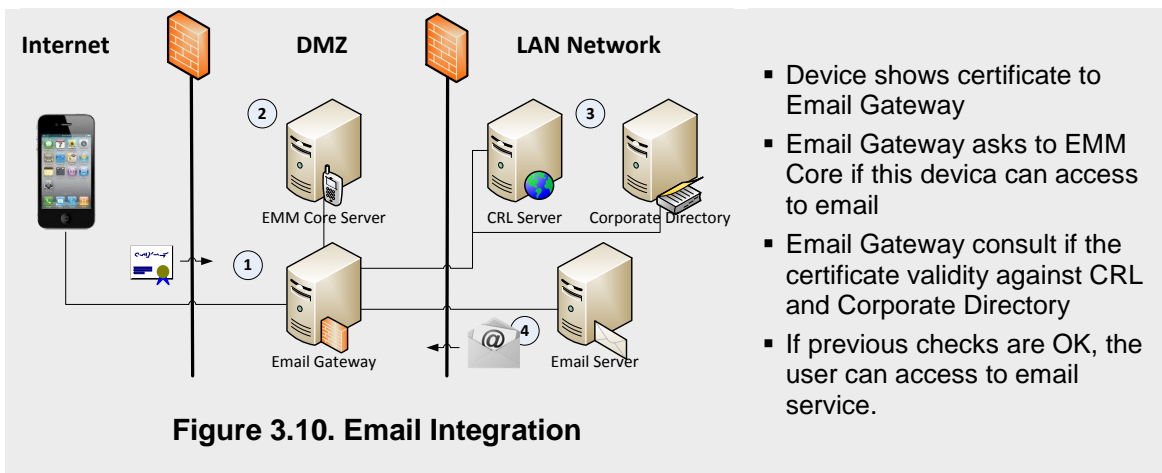 Internet
DMZ
LAN Network
2
3
EMM Core Server
CRL Server
Corporate Directory
1
4
@
Email Gateway
Email Server
Figure 3.10. Email Integration
▪ Device shows certificate to
Email Gateway
▪ Email Gateway asks to EMM
Core if this devica can access
to email
▪ Email Gateway consult if the
certificate validity against CRL
and Corporate Directory
▪ If previous checks are OK, the
user can access to email
service.